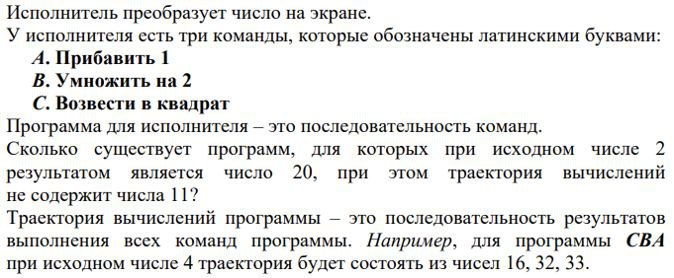 Исполнитель преобразует число на экране.
У исполнителя есть три команды, которые обозначены латинскими буквами:
A. Прибавить 1
B. Умножить на 2
C. Возвести в квадрат
Программа для исполнителя – это последовательность команд.
Сколько существует программ, для которых при исходном числе 2
результатом является число 20, при этом траектория вычислений
не содержит числа 11?
Траектория вычислений программы – это последовательность результатов
выполнения всех команд программы. Например, для программы CBA
при исходном числе 4 траектория будет состоять из чисел 16, 32, 33.